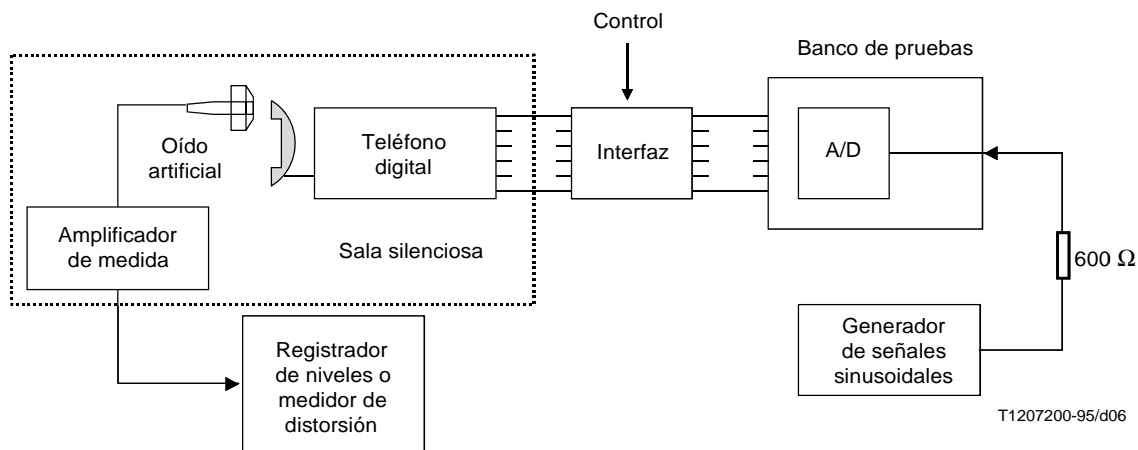 Control
Banco de pruebas
Oído
artificial
Teléfono
digital
Interfaz
A/D
Amplificador
de medida
Sala silenciosa
600 Ω
Registrador
de niveles o
medidor de
distorsión
Generador
de señales
sinusoidales
T1207200-95/d06